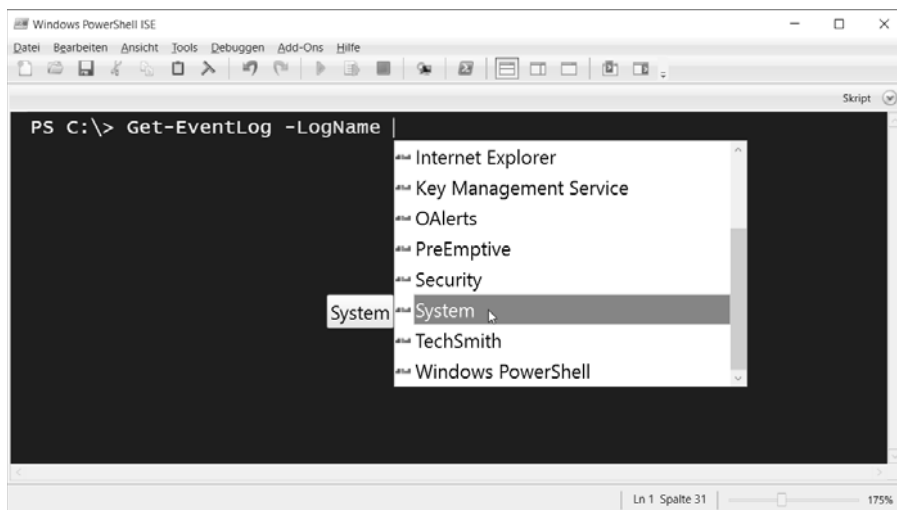 Windows PowerShell ISE
Datei Bearbeiten Ansicht Tools Debuggen Add-Ons Hilfe
Skript
PS C:\> Get-EventLog -LogName
Internet Explorer
Key Management Service
OAlerts
PreEmptive
Security
System System
TechSmith
Windows PowerShell
Ln 1 Spalte 31 175%